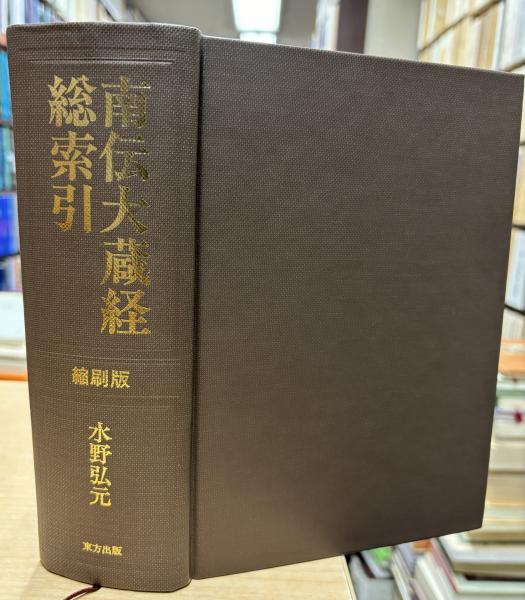 南伝大蔵経
総索引
縮刷版
水野弘元
東方出版